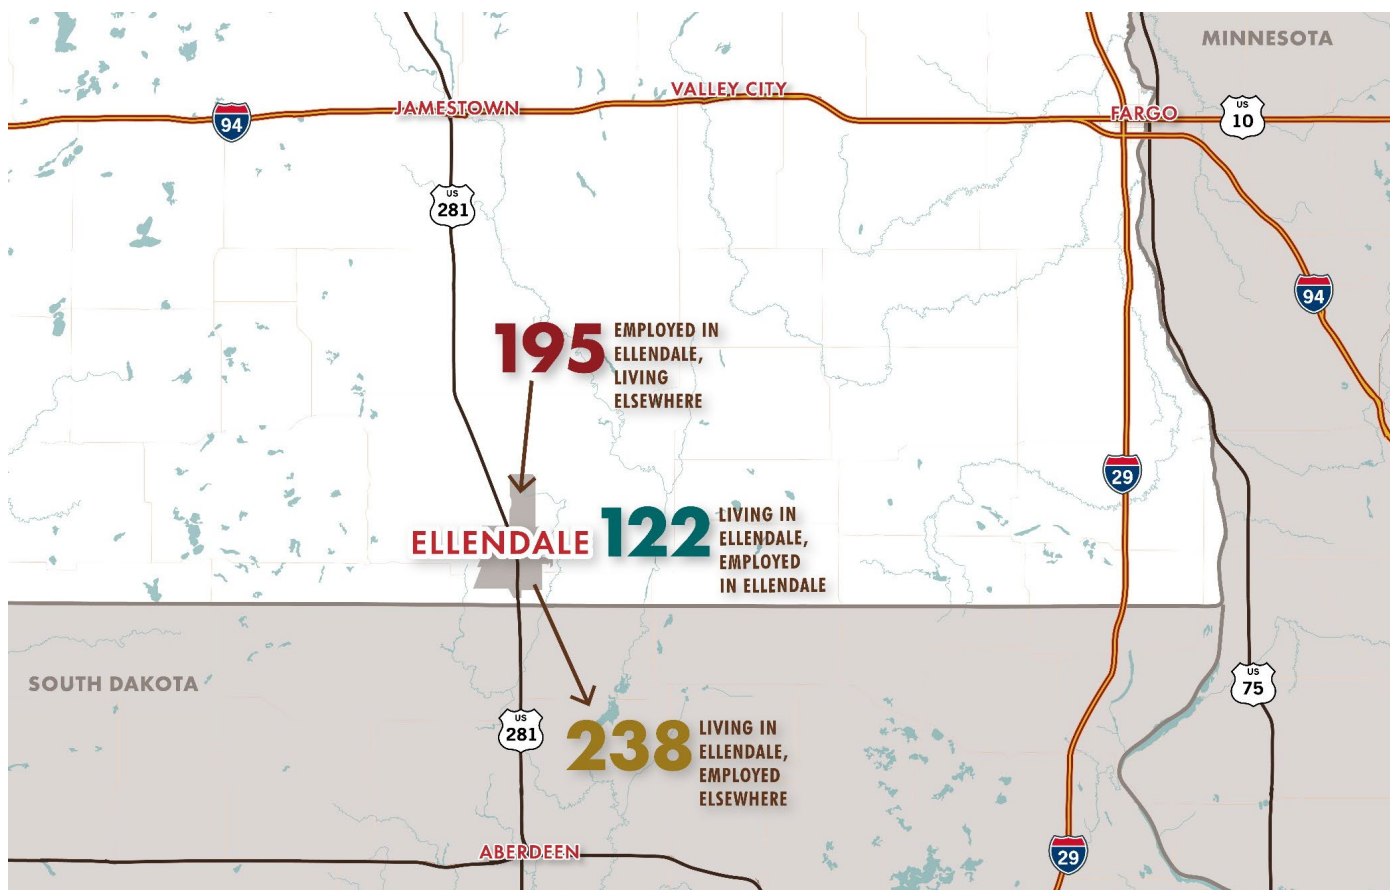 MINNESOTA
VALLEY CITY
JAMESTOWN
FARGO
US
10
94
US
281
94
195
EMPLOYED IN
ELLENDALE,
LIVING
ELSEWHERE
29
ELLENDALE
122
LIVING IN
ELLENDALE,
EMPLOYED
IN ELLENDALE
SOUTH DAKOTA
US
75
US
281
238
LIVING IN
ELLENDALE,
EMPLOYED
ELSEWHERE
ABERDEEN
29